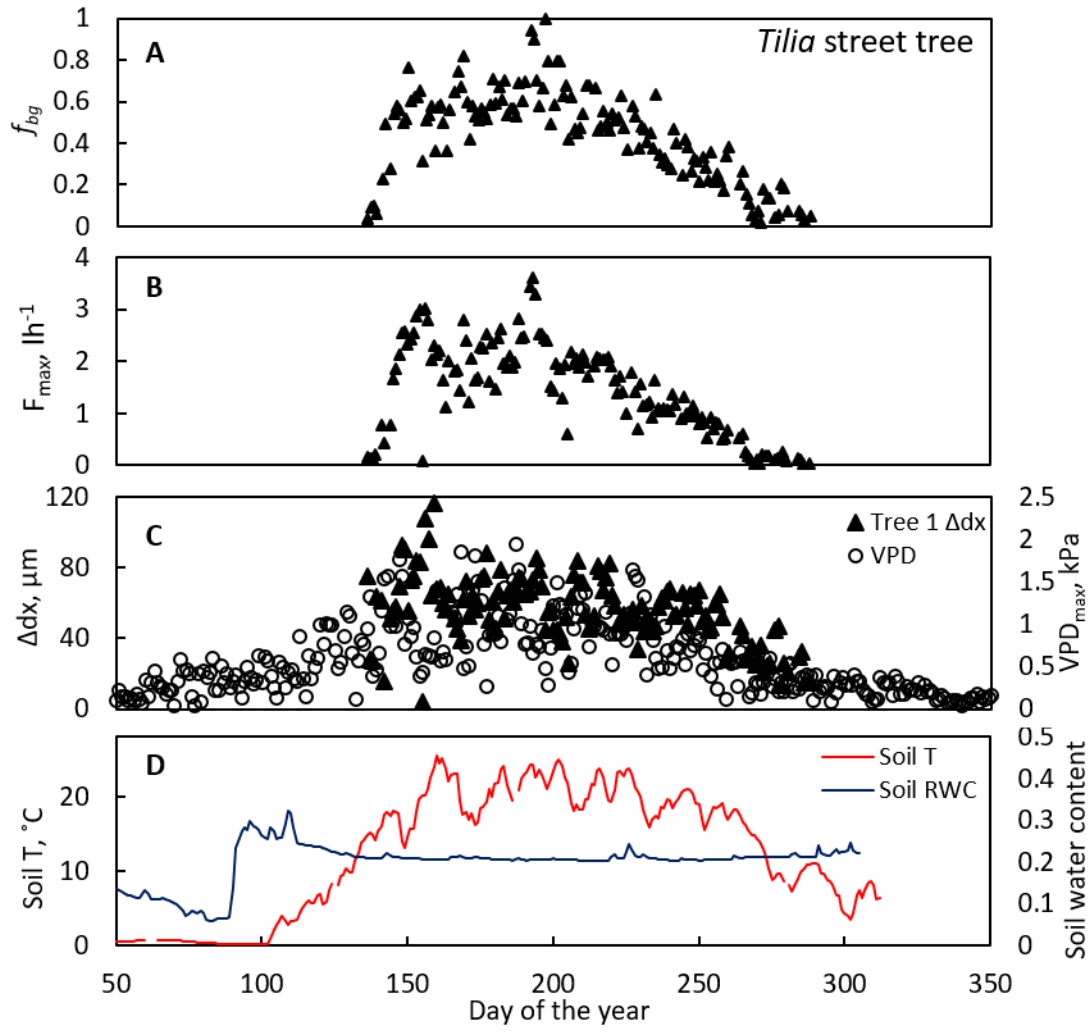 A
Tilia street tree
1
0.8
0.6
0.4
0.2
0
f_bg
B
4
3
2
1
0
F_max, lh⁻¹
C
120
80
40
0
Δdx, μm
Tree 1 Δdx
VPD
2.5
2
1.5
1
0.5
0
VPD_max, kPa
D
20
10
0
Soil T, °C
Soil T
Soil RWC
0.5
0.4
0.3
0.2
0.1
0
Soil water content
50 100 150 200 250 300 350
Day of the year